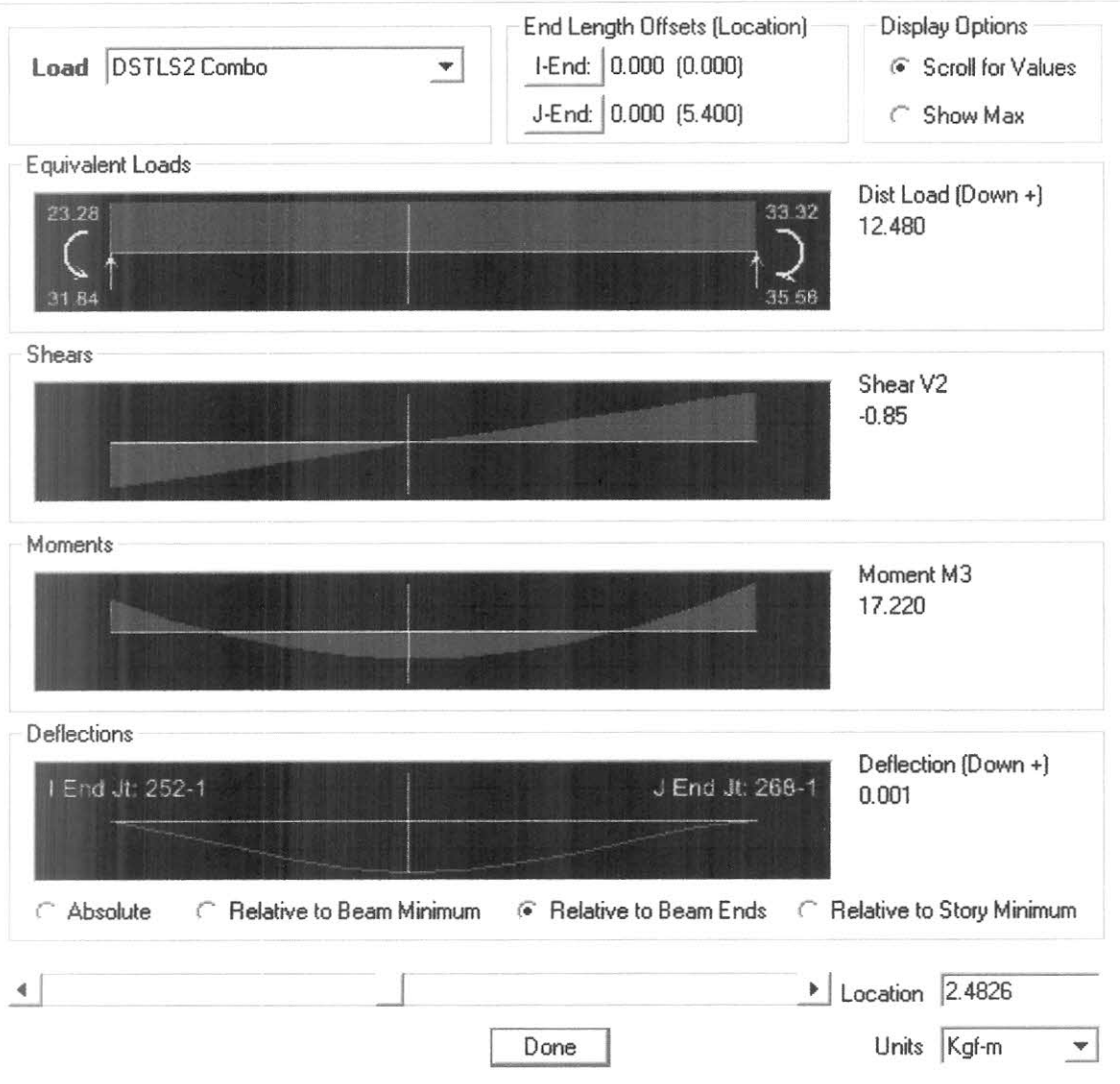 Load DSTLS2 Combo
End Length Offsets (Location)
I-End: 0.000 (0.000)
J-End: 0.000 (5.400)
Display Options
Scroll for Values
Show Max
Equivalent Loads
23.28
31.84
33.32
35.58
Dist Load (Down +)
12.480
Shears
Shear V2
-0.85
Moments
Moment M3
17.220
Deflections
I End Jt: 252-1
J End Jt: 268-1
Deflection (Down +)
0.001
Absolute Relative to Beam Minimum Relative to Beam Ends Relative to Story Minimum
Location 2.4826
Done
Units Kgf-m